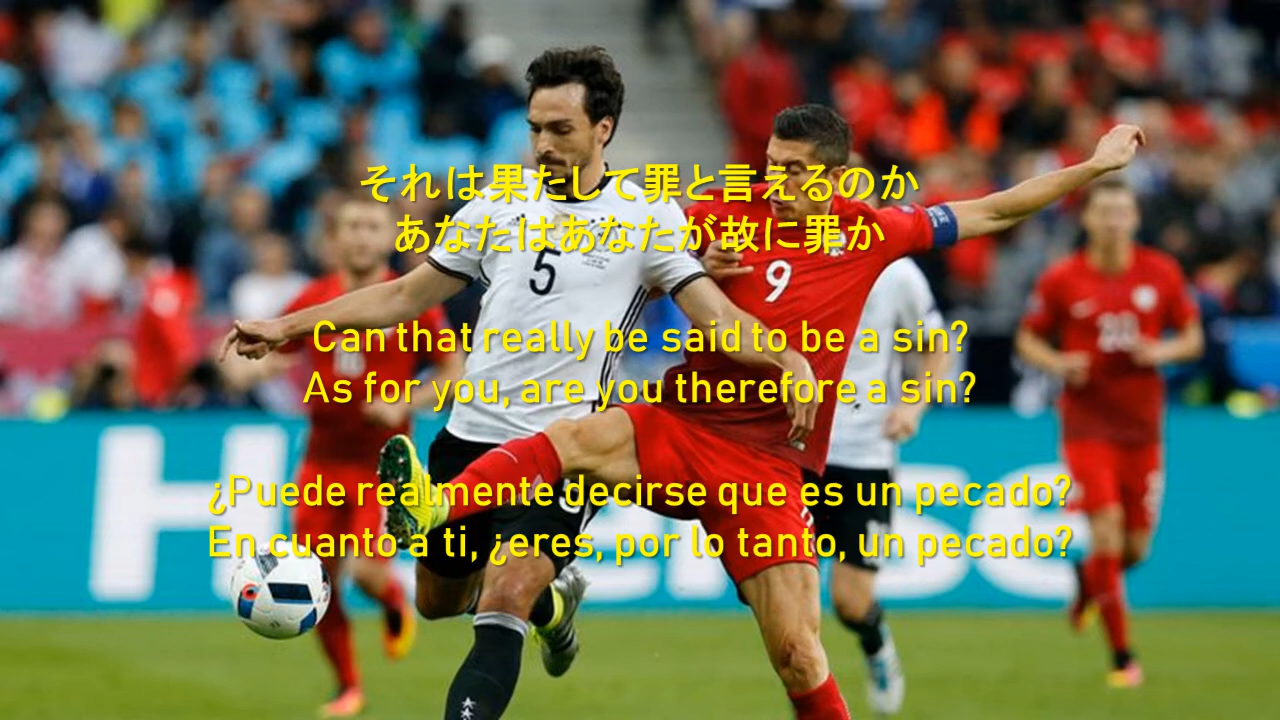 それは果たして罪と言えるのか
あなたはあなたが故に罪か
Can that really be said to be a sin?
As for you, are you therefore a sin?
¿Puede realmente decirse que es un pecado?
En cuanto a ti, ¿eres, por lo tanto, un pecado?
5
9
20